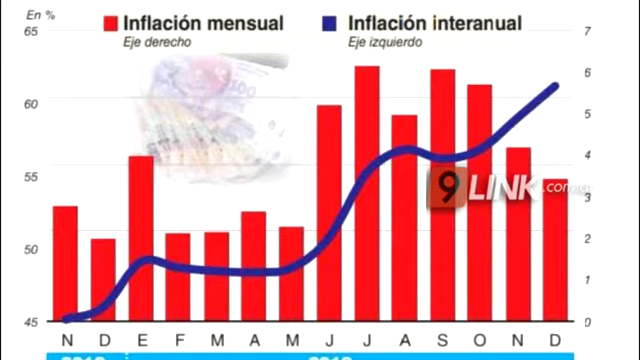 En %
Inflación mensual
Eje derecho
Inflación interanual
Eje izquierdo
65
60
55
50
45
7
6
5
4
3
2
1
0
9 LINK.com.a
N D E F M A M J J A S O N D